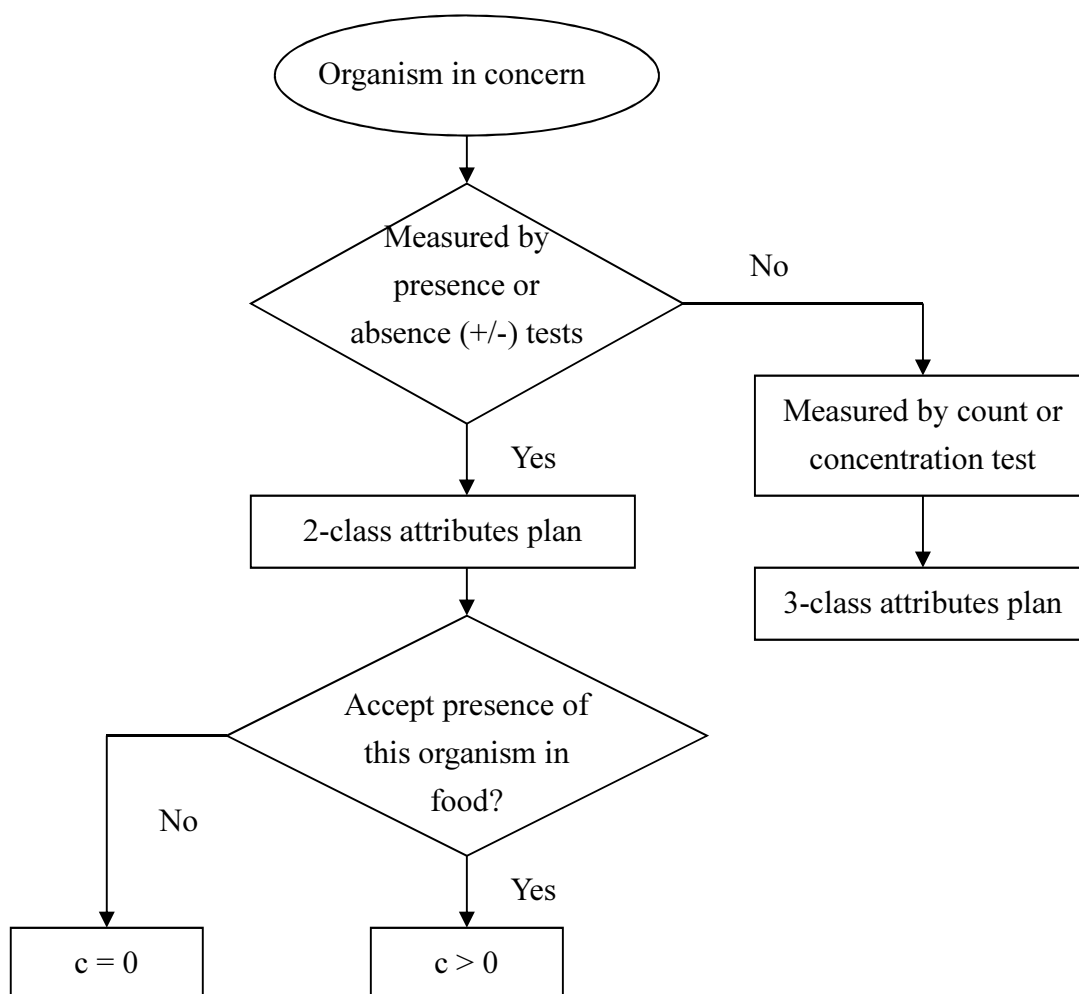 Organism in concern
Measured by
presence or
absence (+/-) tests
No
Measured by count or
concentration test
Yes
2-class attributes plan
3-class attributes plan
Accept presence of
this organism in
food?
No
Yes
c = 0
c > 0